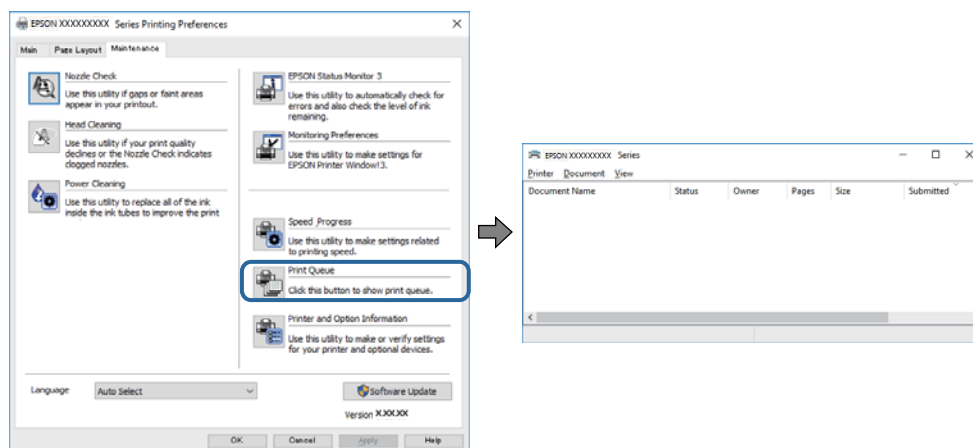 EPSON XXXXXXXXX Series Printing Preferences
Main Page Layout Maintenance
Nozzle Check
Use this utility if gaps or faint areas
appear in your printout.
Head Cleaning
Use this utility if your print quality
declines or the Nozzle Check indicates
clogged nozzles.
Power Cleaning
Use this utility to replace all of the ink
inside the ink tubes to improve the print
EPSON Status Monitor 3
Use this utility to automatically check for
errors and also check the level of ink
remaining.
Monitoring Preferences
Use this utility to make settings for
EPSON Printer Window!3.
Speed Progress
Use this utility to make settings related
to printing speed.
Print Queue
Click this button to show print queue.
Printer and Option Information
Use this utility to make or verify settings
for your printer and optional devices.
Language Auto Select
Software Update
Version X.XX.XX
OK Cancel Apply Help
EPSON XXXXXXXXX Series
Printer Document View
Document Name Status Owner Pages Size Submitted